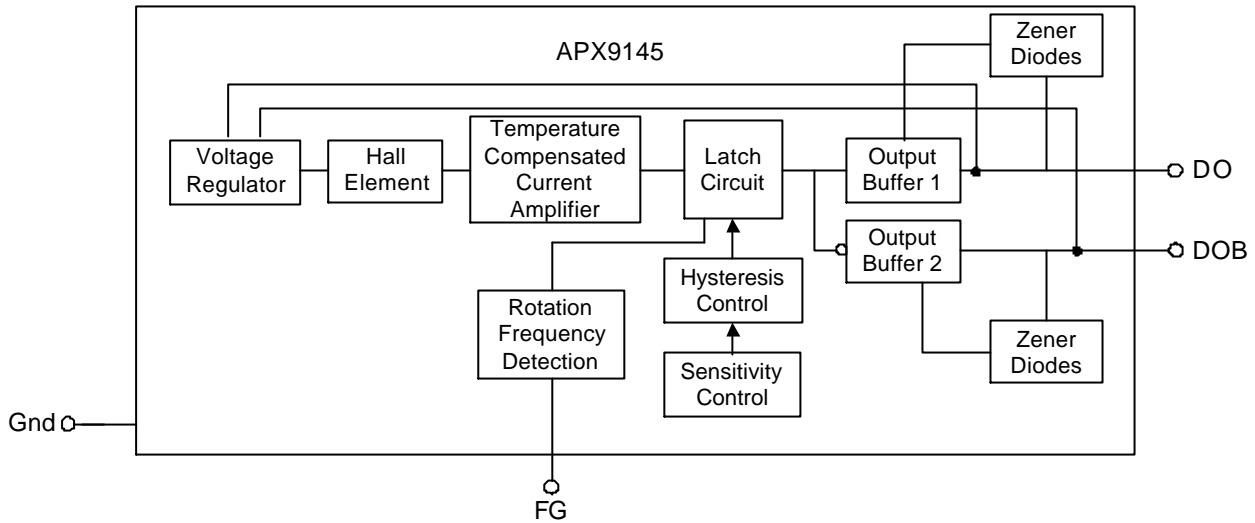 APX9145
Zener
Diodes
Voltage
Regulator
Hall
Element
Temperature
Compensated
Current
Amplifier
Latch
Circuit
Output
Buffer 1
DO
Output
Buffer 2
DOB
Hysteresis
Control
Rotation
Frequency
Detection
Sensitivity
Control
Zener
Diodes
Gnd
FG